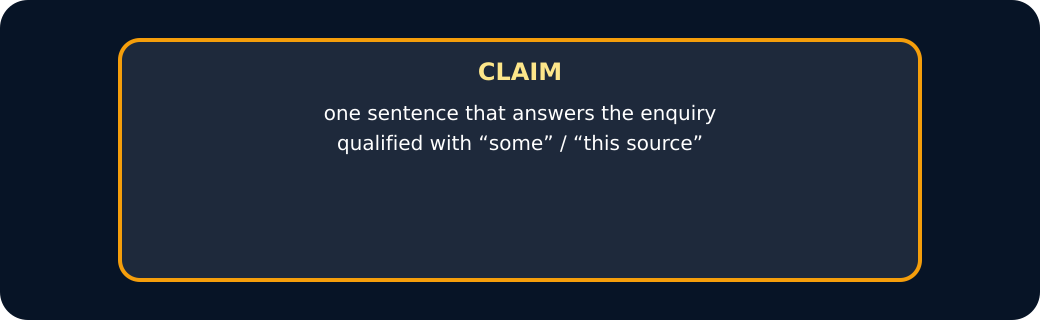 CLAIM
one sentence that answers the enquiry
qualified with “some” / “this source”